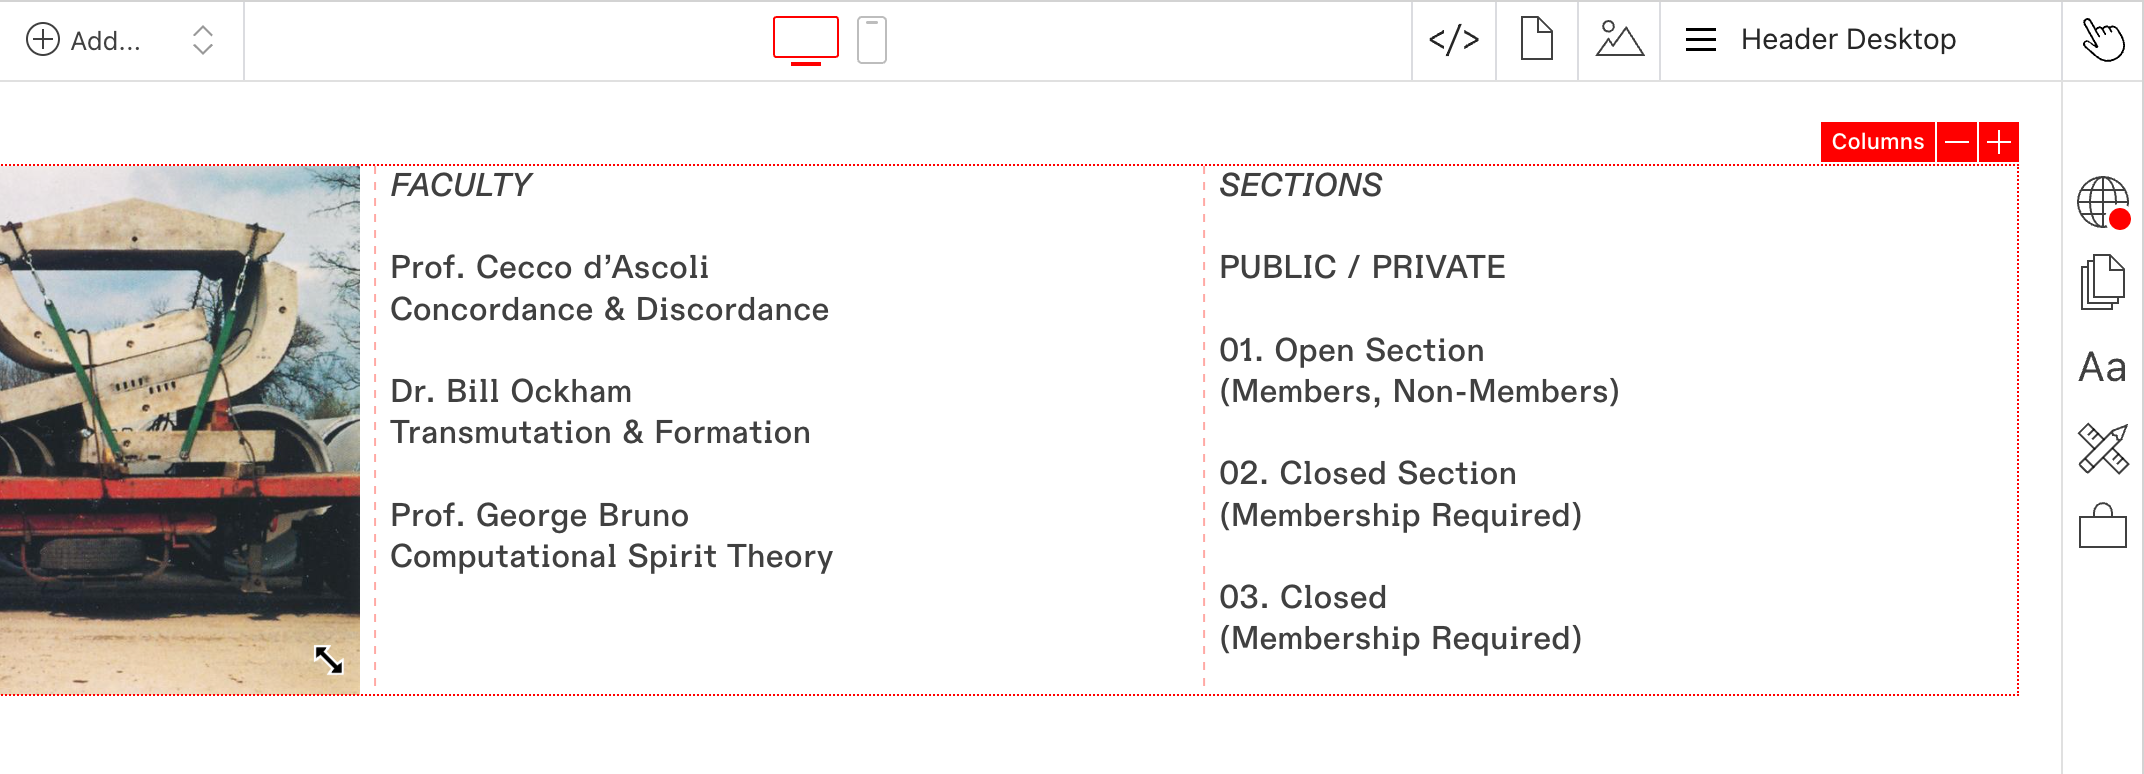 Add...
</>
Header Desktop
Columns
FACULTY
Prof. Cecco d’Ascoli
Concordance & Discordance
Dr. Bill Ockham
Transmutation & Formation
Prof. George Bruno
Computational Spirit Theory
SECTIONS
PUBLIC / PRIVATE
01. Open Section
(Members, Non-Members)
02. Closed Section
(Membership Required)
03. Closed
(Membership Required)
Aa